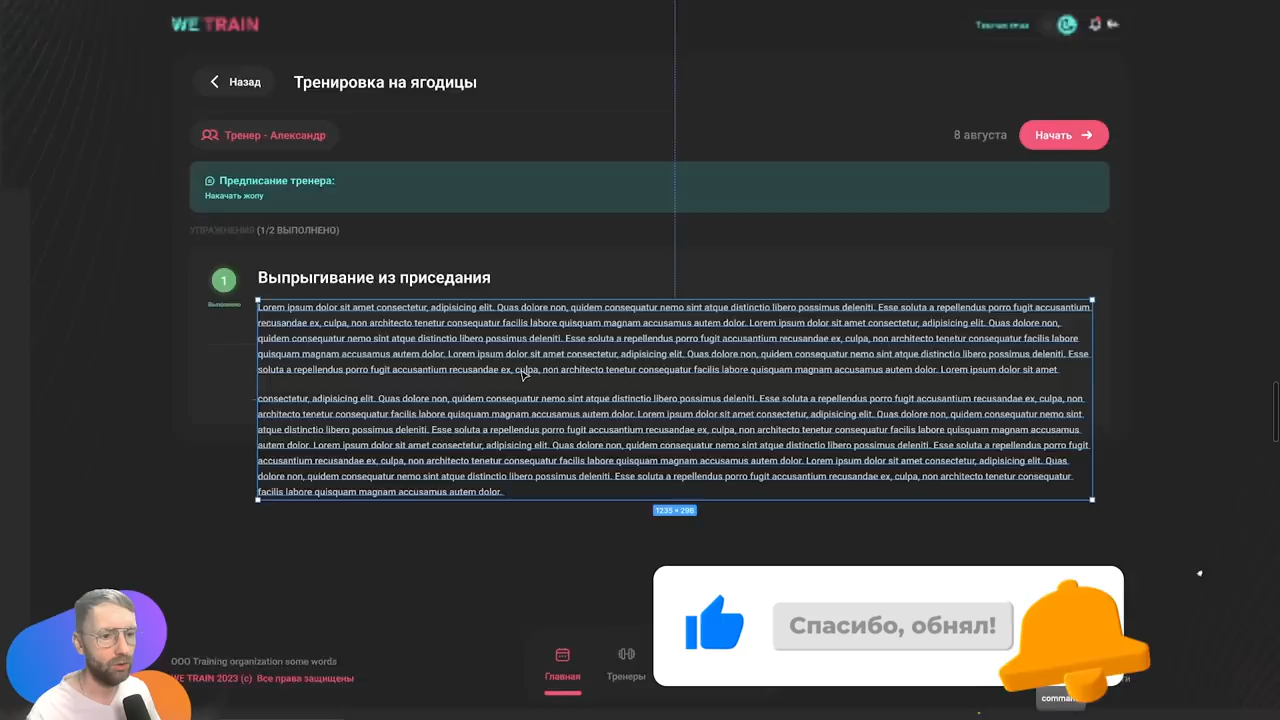 WE TRAIN
Назад
Тренировка на ягодицы
Тренер - Александр
8 августа
Начать
Предписание тренера:
Накачать жопу
УПРАЖНЕНИЯ (1/2 ВЫПОЛНЕНО)
1
Выполнено
Выпрыгивание из приседания
Lorem ipsum dolor sit amet consectetur, adipisicing elit. Quas dolore non, quidem consequatur nemo sint atque distinctio libero possimus deleniti. Esse soluta a repellendus porro fugit accusantium
recusandae ex, culpa, non architecto tenetur consequatur facilis labore quisquam magnam accusamus autem dolor. Lorem ipsum dolor sit amet consectetur, adipisicing elit. Quas dolore non,
quidem consequatur nemo sint atque distinctio libero possimus deleniti. Esse soluta a repellendus porro fugit accusantium recusandae ex, culpa, non architecto tenetur consequatur facilis labore
quisquam magnam accusamus autem dolor. Lorem ipsum dolor sit amet consectetur, adipisicing elit. Quas dolore non, quidem consequatur nemo sint atque distinctio libero possimus deleniti. Esse
soluta a repellendus porro fugit accusantium recusandae ex, culpa, non architecto tenetur consequatur facilis labore quisquam magnam accusamus autem dolor. Lorem ipsum dolor sit amet
consectetur, adipisicing elit. Quas dolore non, quidem consequatur nemo sint atque distinctio libero possimus deleniti. Esse soluta a repellendus porro fugit accusantium recusandae ex, culpa, non
architecto tenetur consequatur facilis labore quisquam magnam accusamus autem dolor. Lorem ipsum dolor sit amet consectetur, adipisicing elit. Quas dolore non, quidem consequatur nemo sint
atque distinctio libero possimus deleniti. Esse soluta a repellendus porro fugit accusantium recusandae ex, culpa, non architecto tenetur consequatur facilis labore quisquam magnam accusamus
autem dolor. Lorem ipsum dolor sit amet consectetur, adipisicing elit. Quas dolore non, quidem consequatur nemo sint atque distinctio libero possimus deleniti. Esse soluta a repellendus porro fugit
accusantium recusandae ex, culpa, non architecto tenetur consequatur facilis labore quisquam magnam accusamus autem dolor. Lorem ipsum dolor sit amet consectetur, adipisicing elit. Quas
dolore non, quidem consequatur nemo sint atque distinctio libero possimus deleniti. Esse soluta a repellendus porro fugit accusantium recusandae ex, culpa, non architecto tenetur consequatur
facilis labore quisquam magnam accusamus autem dolor.
1235 × 298
Спасибо, обнял!
ООО Training organization some words
WE TRAIN 2023 (c) Все права защищены
Главная
Тренеры